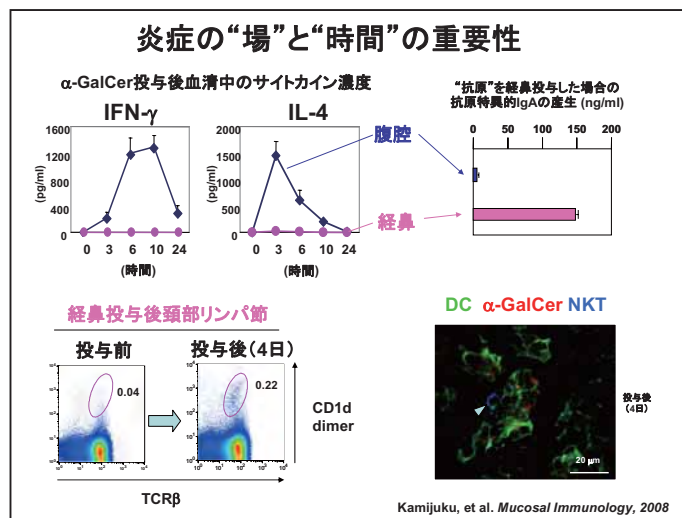 炎症の“場”と“時間”の重要性
α-GalCer投与後血清中のサイトカイン濃度
IFN-γ
1600
1200
800
400
0
(pg/ml)
0 3 6 10 24
(時間)
IL-4
2000
1500
1000
500
0
(pg/ml)
0 3 6 10 24
(時間)
腹腔
経鼻
“抗原”を経鼻投与した場合の
抗原特異的IgAの産生 (ng/ml)
0 50 100 150 200
経鼻投与後頸部リンパ節
投与前
0.04
投与後(4日)
0.22
CD1d
dimer
TCRβ
DC α-GalCer NKT
投与後
(4日)
20 μm
Kamijuku, et al. Mucosal Immunology, 2008